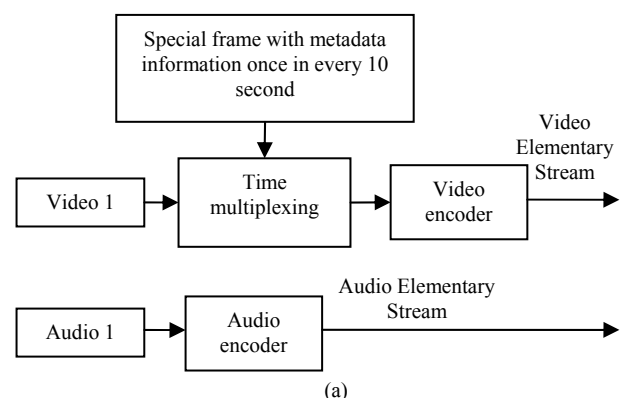 Special frame with metadata
information once in every 10
second
Video
Elementary
Stream
Video 1
Time
multiplexing
Video
encoder
Audio Elementary
Stream
Audio 1
Audio
encoder
(a)